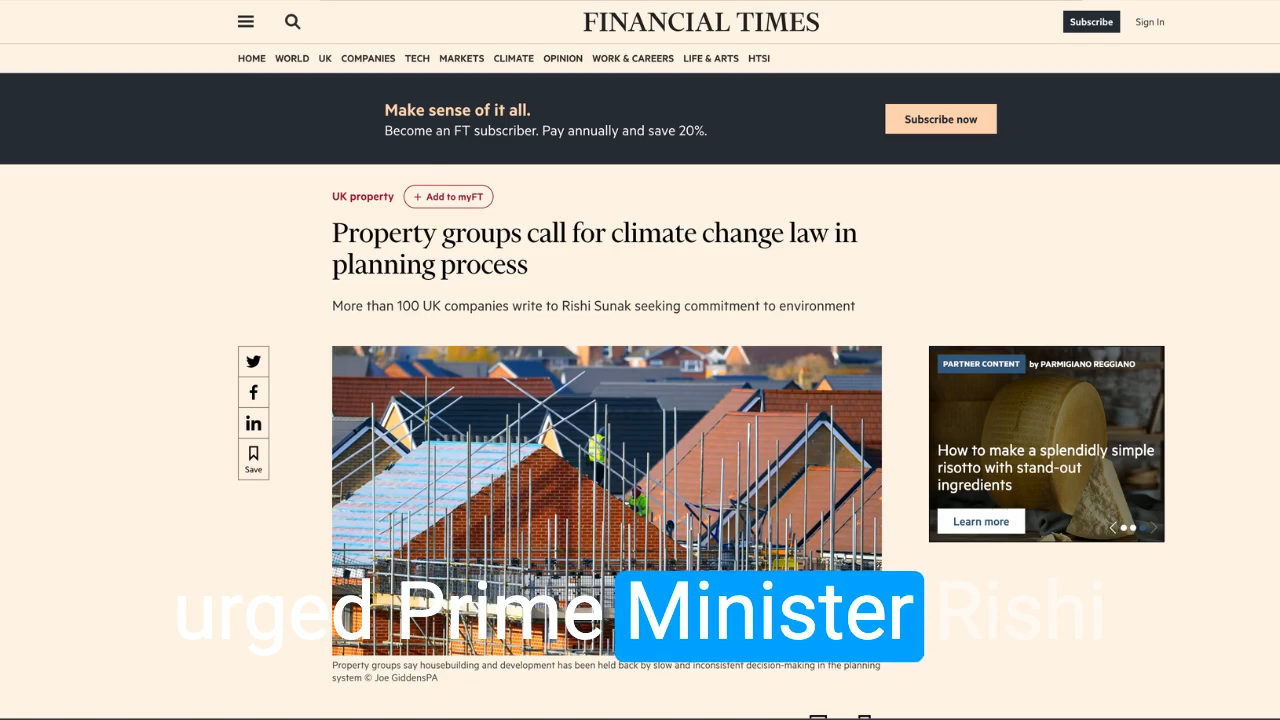 FINANCIAL TIMES
Subscribe
Sign In
HOME WORLD UK COMPANIES TECH MARKETS CLIMATE OPINION WORK & CAREERS LIFE & ARTS HTSI
Make sense of it all.
Become an FT subscriber. Pay annually and save 20%.
Subscribe now
UK property
+ Add to myFT
Property groups call for climate change law in
planning process
More than 100 UK companies write to Rishi Sunak seeking commitment to environment
Save
PARTNER CONTENT by PARMIGIANO REGGIANO
How to make a splendidly simple
risotto with stand-out
ingredients
Learn more
urged Prime Minister Rishi
Property groups say housebuilding and development has been held back by slow and inconsistent decision-making in the planning
system © Joe GiddensPA